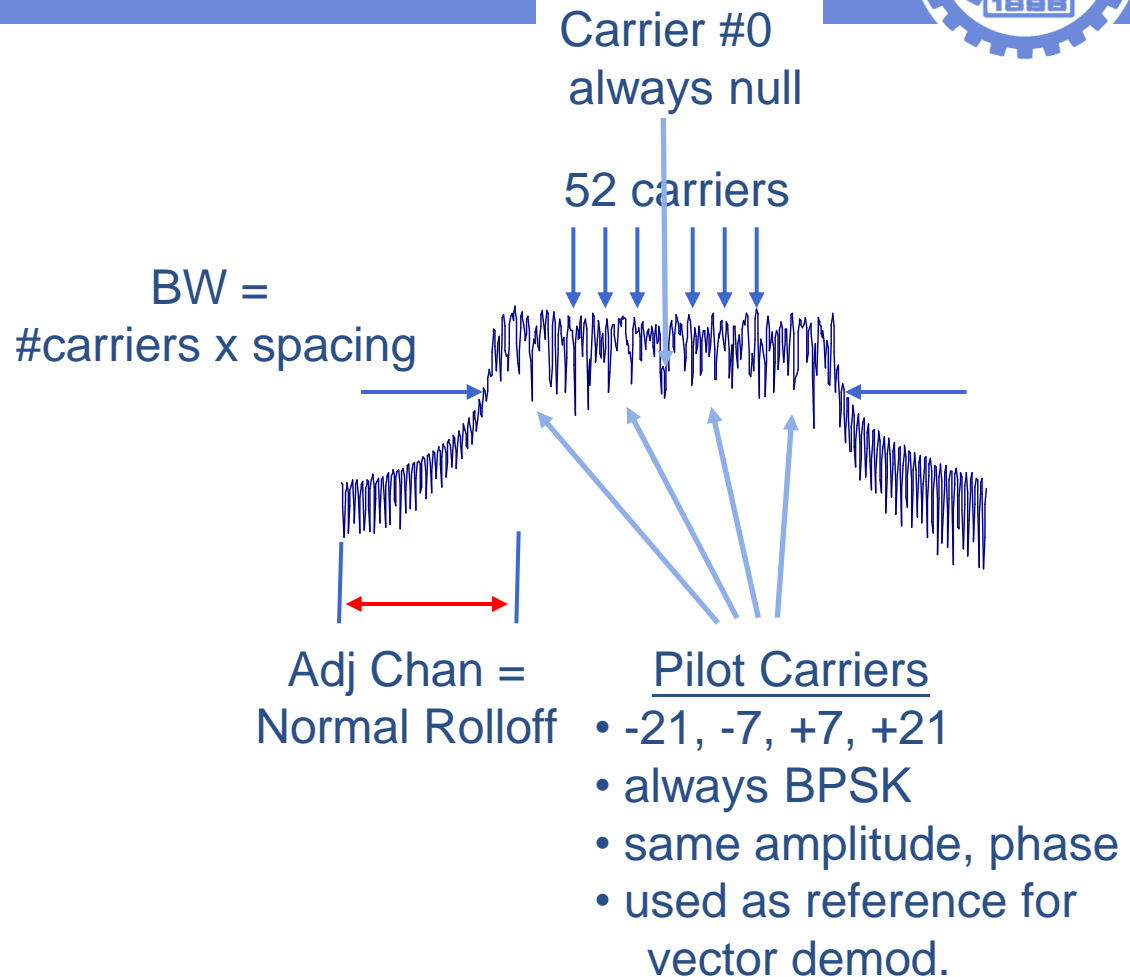 1888
Carrier #0
always null
52 carriers
BW =
#carriers x spacing
Adj Chan =
Normal Rolloff
Pilot Carriers
• -21, -7, +7, +21
• always BPSK
• same amplitude, phase
• used as reference for
vector demod.